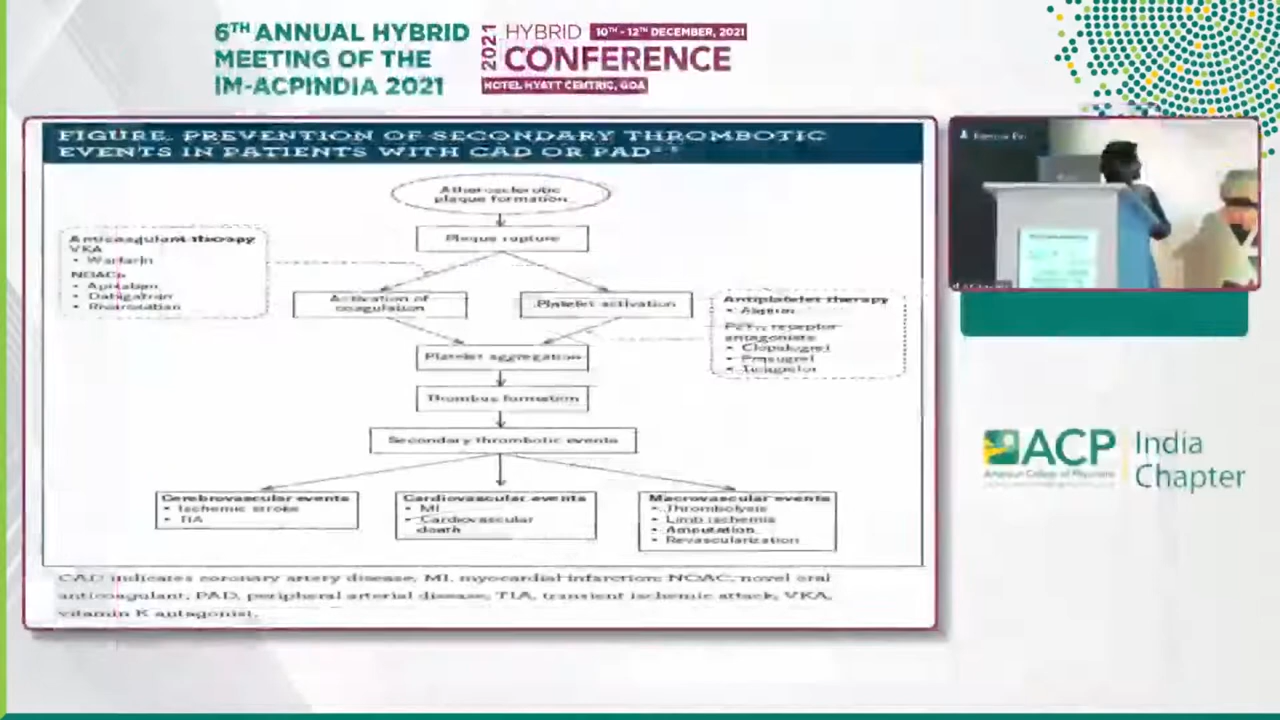 6TH ANNUAL HYBRID
MEETING OF THE
IM-ACPINDIA 2021
2021
HYBRID 10TH - 12TH DECEMBER, 2021
CONFERENCE
HOTEL HYATT CENTRIC, GOA
FIGURE. PREVENTION OF SECONDARY THROMBOTIC
EVENTS IN PATIENTS WITH CAD OR PAD
Atherosclerotic
plaque formation
Plaque rupture
Anticoagulant therapy
VKA
• Warfarin
NOACs
• Apixaban
• Dabigatran
• Rivaroxaban
Activation of
coagulation
Platelet activation
Antiplatelet therapy
• Aspirin
P2Y₁₂ receptor
antagonists
• Clopidogrel
• Prasugrel
• Ticagrelor
Platelet aggregation
Thrombus formation
Secondary thrombotic events
Cerebrovascular events
• Ischemic stroke
• TIA
Cardiovascular events
• MI
• Cardiovascular
death
Macrovascular events
• Thrombolysis
• Limb ischemia
• Amputation
• Revascularization
CAD indicates coronary artery disease, MI, myocardial infarction; NOAC, novel oral
anticoagulant, PAD, peripheral arterial disease, TIA, transient ischemic attack, VKA,
vitamin K antagonist.
ACP
American College of Physicians
India
Chapter